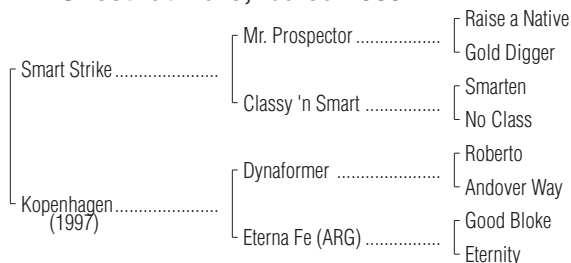 Raise a Native
Mr. Prospector ..................
Gold Digger
Smart Strike ......................
Smarten
Classy 'n Smart ................
No Class
Roberto
Dynaformer ..................
Andover Way
Kopenhagen ......................
(1997)
Good Bloke
Eterna Fe (ARG) ................
Eternity